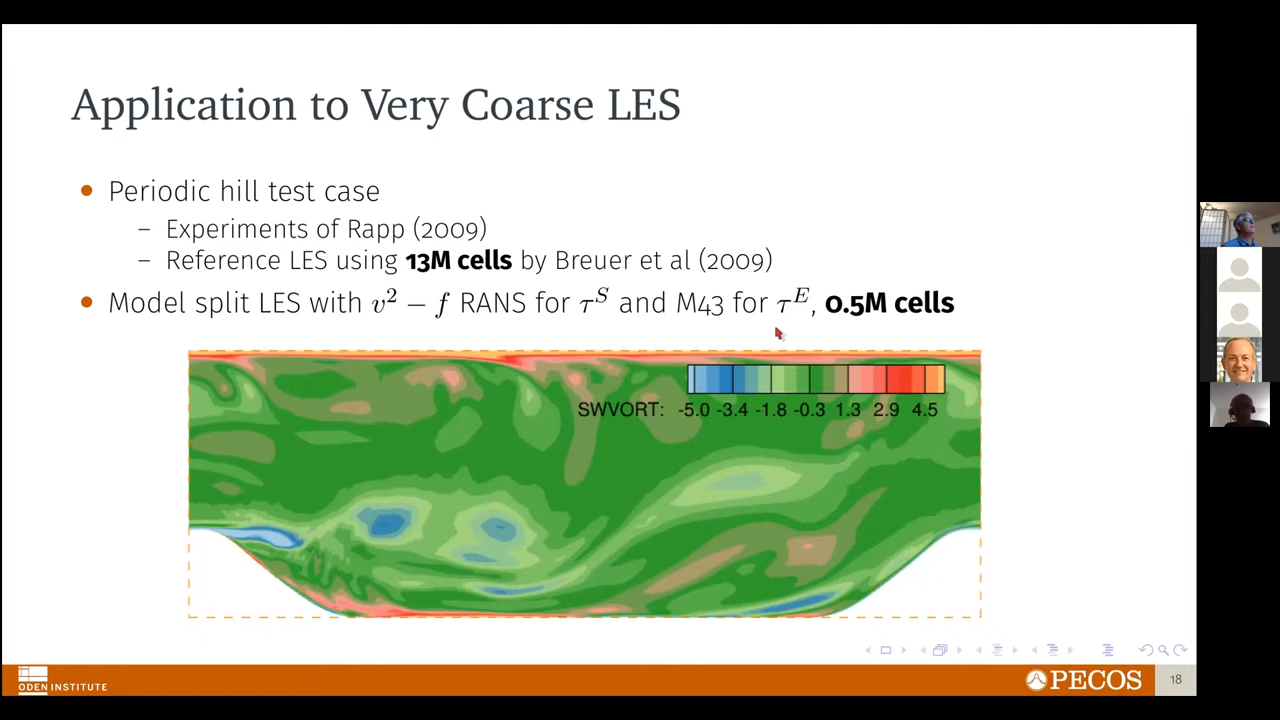 Application to Very Coarse LES
• Periodic hill test case
– Experiments of Rapp (2009)
– Reference LES using 13M cells by Breuer et al (2009)
• Model split LES with v² − f RANS for τ^S and M43 for τ^E, 0.5M cells
SWVORT: -5.0 -3.4 -1.8 -0.3 1.3 2.9 4.5
ODEN INSTITUTE
PECOS
18